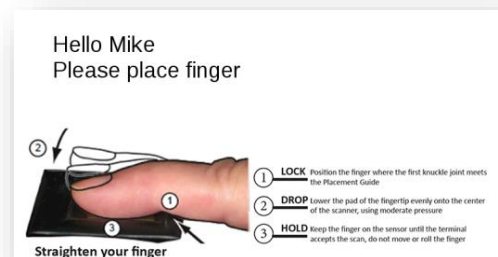 Hello Mike
Please place finger
2
1
3
Straighten your finger
1 LOCK Position the finger where the first knuckle joint meets
the Placement Guide
2 DROP Lower the pad of the fingertip evenly onto the center
of the scanner, using moderate pressure
3 HOLD Keep the finger on the sensor until the terminal
accepts the scan, do not move or roll the finger